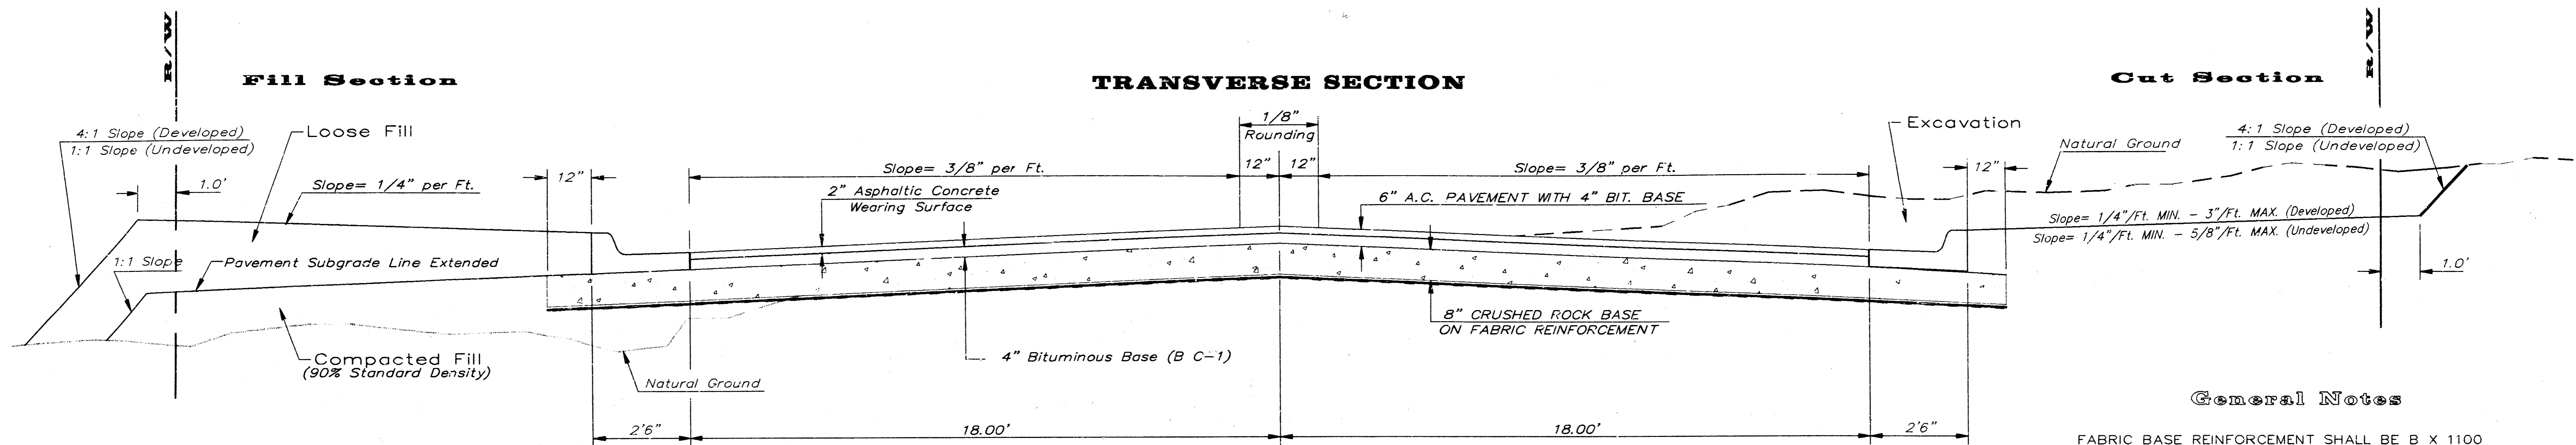 R/W
R/W
Fill Section
TRANSVERSE SECTION
Cut Section
1/8"
Rounding
4:1 Slope (Developed)
1:1 Slope (Undeveloped)
Loose Fill
Excavation
4:1 Slope (Developed)
1:1 Slope (Undeveloped)
Natural Ground
Slope= 3/8" per Ft.
12"
12"
Slope= 3/8" per Ft.
1.0'
Slope= 1/4" per Ft.
12"
12"
2" Asphaltic Concrete
Wearing Surface
6" A.C. PAVEMENT WITH 4" BIT. BASE
Slope= 1/4"/Ft. MIN. - 3"/Ft. MAX. (Developed)
Slope= 1/4"/Ft. MIN. - 5/8"/Ft. MAX. (Undeveloped)
1:1 Slope
Pavement Subgrade Line Extended
1.0'
8" CRUSHED ROCK BASE
ON FABRIC REINFORCEMENT
Compacted Fill
(90% Standard Density)
4" Bituminous Base (B C-1)
Natural Ground
General Notes
2'6"
18.00'
18.00'
2'6"
FABRIC BASE REINFORCEMENT SHALL BE B X 1100